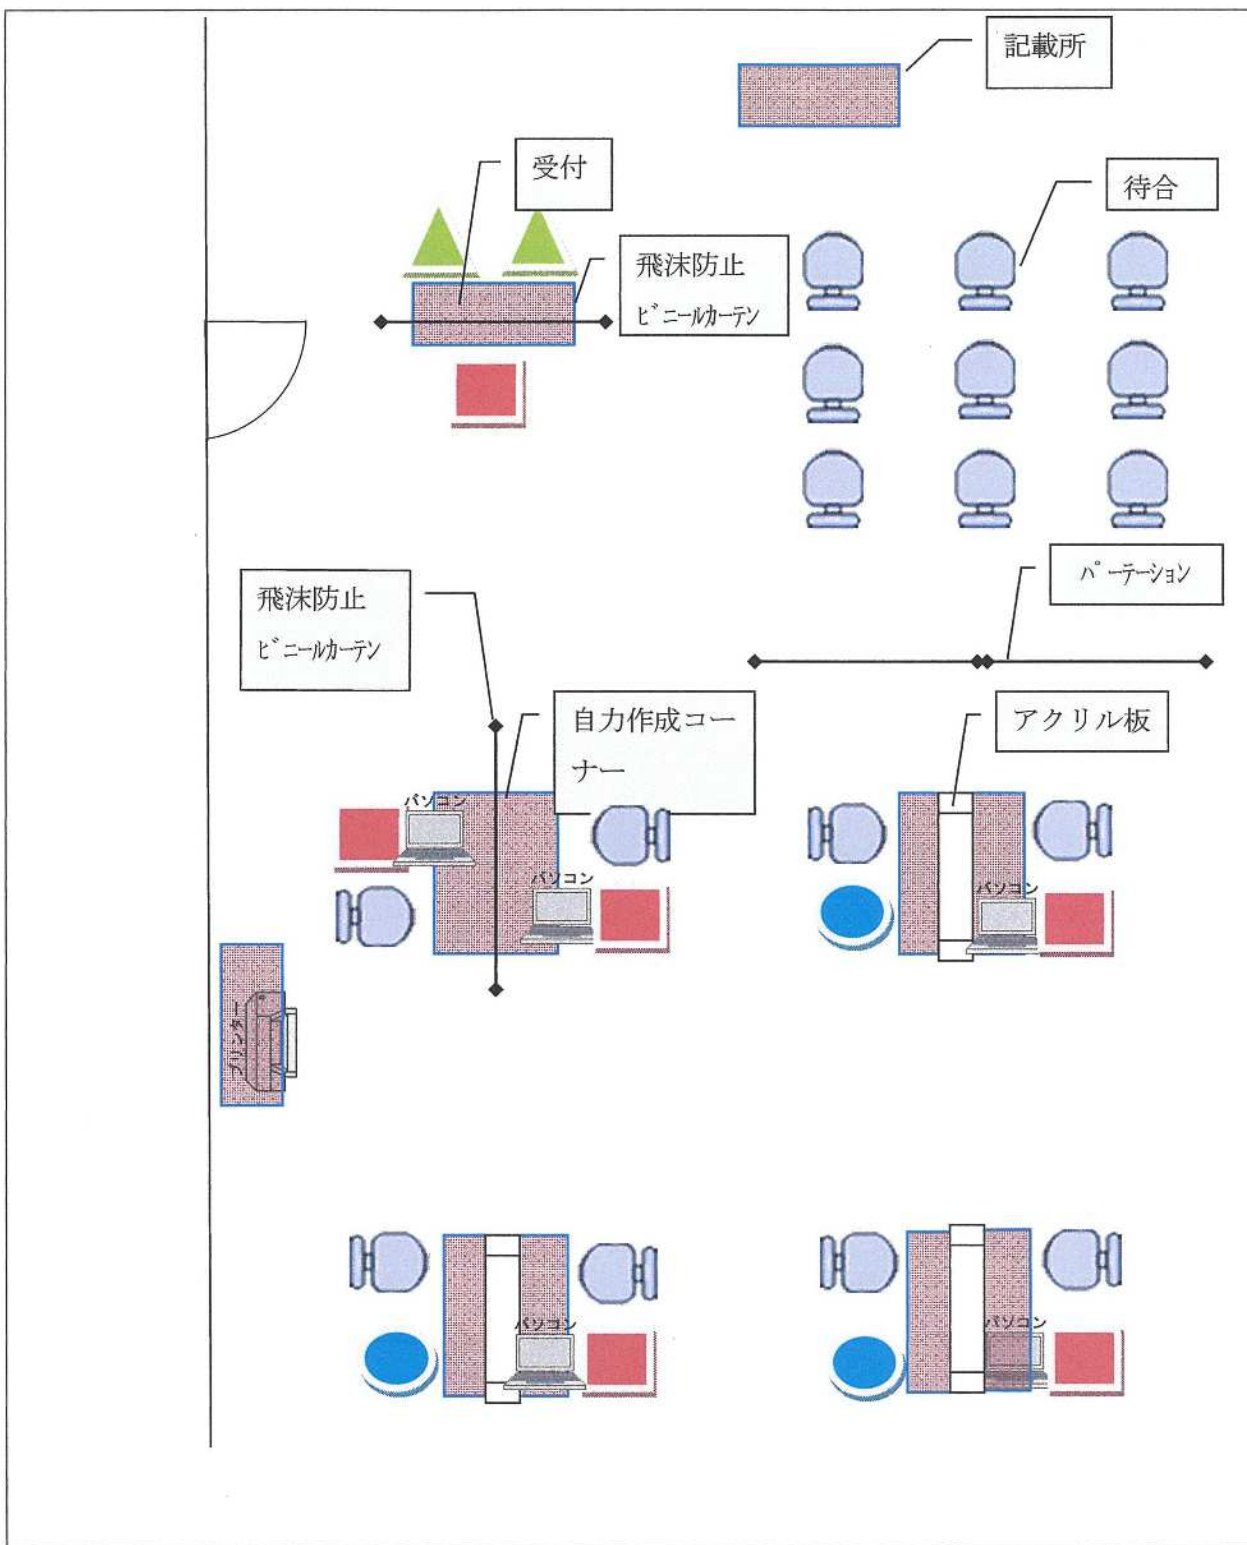 記載所
受付
待合
飛沫防止
ビニールカーテン
パーテーション
飛沫防止
ビニールカーテン
自力作成コー
ナー
アクリル板
パソコン
パソコン
パソコン
プリンター
パソコン
パソコン